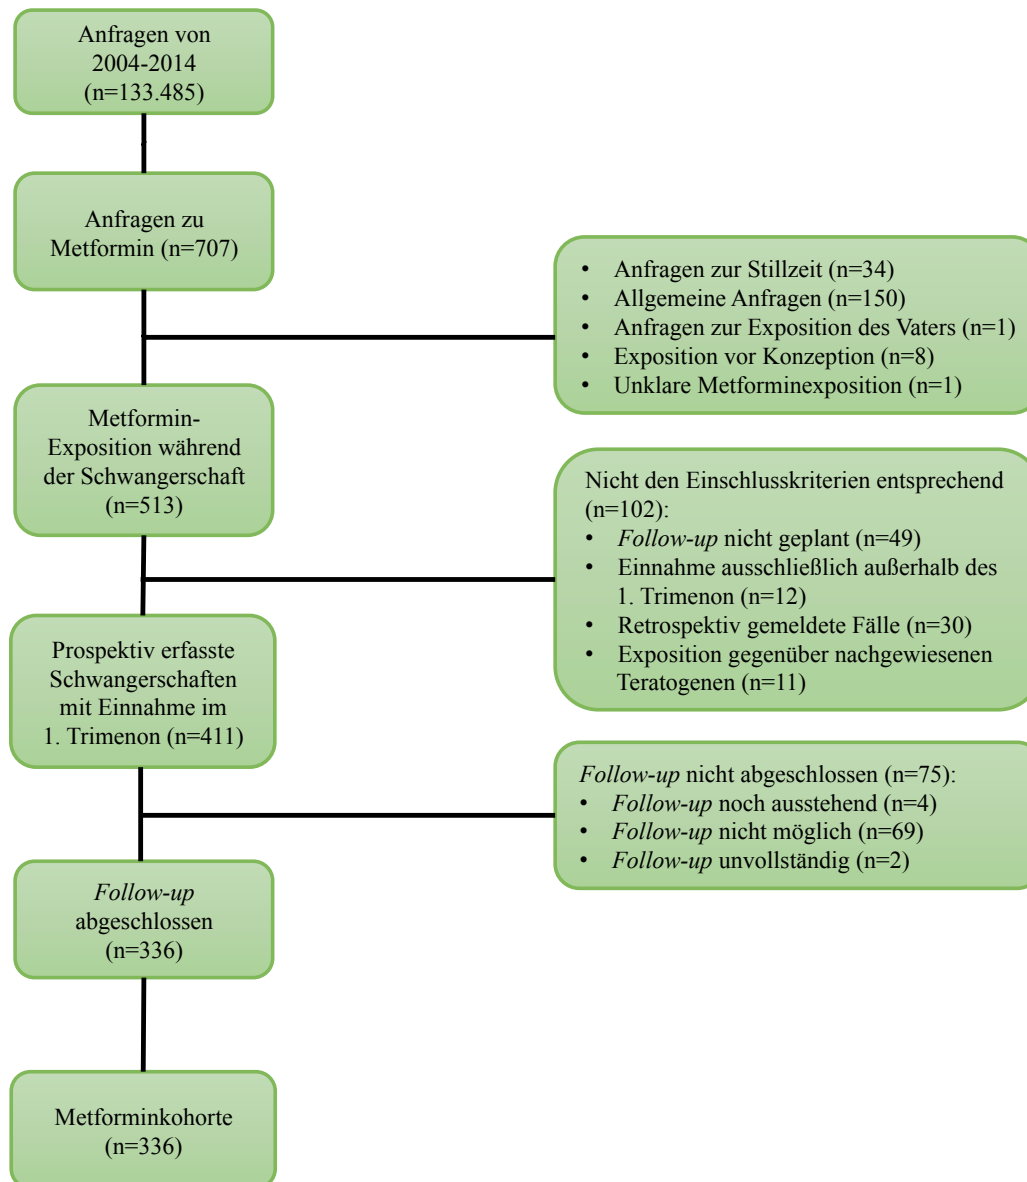 Anfragen von
2004-2014
(n=133.485)
Anfragen zu
Metformin (n=707)
• Anfragen zur Stillzeit (n=34)
• Allgemeine Anfragen (n=150)
• Anfragen zur Exposition des Vaters (n=1)
• Exposition vor Konzeption (n=8)
• Unklare Metforminexposition (n=1)
Metformin-
Exposition während
der Schwangerschaft
(n=513)
Nicht den Einschlusskriterien entsprechend
(n=102):
• Follow-up nicht geplant (n=49)
• Einnahme ausschließlich außerhalb des
1. Trimenon (n=12)
• Retrospektiv gemeldete Fälle (n=30)
• Exposition gegenüber nachgewiesenen
Teratogenen (n=11)
Prospektiv erfasste
Schwangerschaften
mit Einnahme im
1. Trimenon (n=411)
Follow-up nicht abgeschlossen (n=75):
• Follow-up noch ausstehend (n=4)
• Follow-up nicht möglich (n=69)
• Follow-up unvollständig (n=2)
Follow-up
abgeschlossen
(n=336)
Metforminkohorte
(n=336)